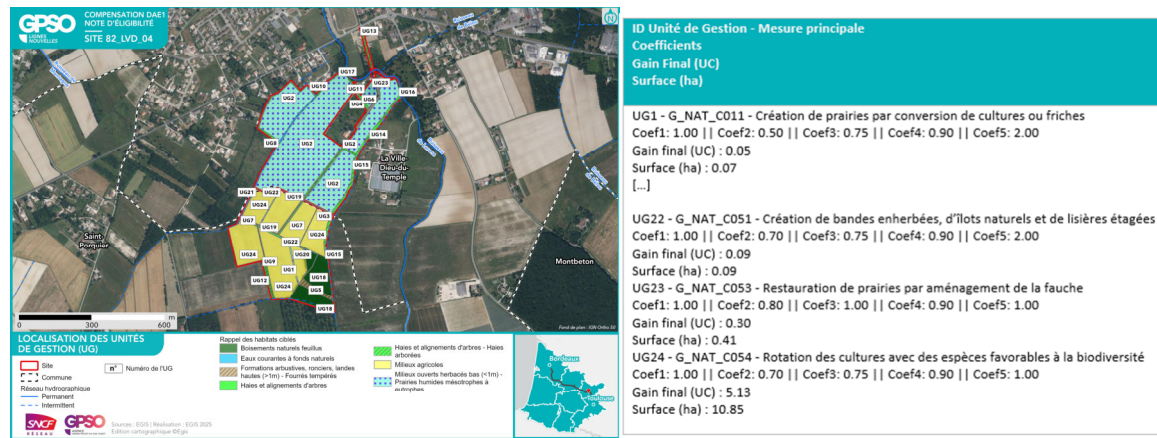 GPSO
LIGNES
NOUVELLES
COMPENSATION DAE1
NOTE D'ÉLIGIBILITÉ
SITE 82_LVD_04
N
UG13
UG17
UG23
UG10
UG11
UG16
UG2
UG6
UG14
UG8
UG2
UG2
La Ville-
Dieu-du-
Temple
UG15
UG21
UG22
UG2
UG24
UG19
UG7
UG7
UG3
UG19
UG24
UG22
Saint-
Porquier
UG24
UG20
UG15
UG9
UG1
Montbeton
UG12
UG18
UG24
UG5
UG18
0 300 600 m
Fond de plan : IGN Ortho 20
LOCALISATION DES UNITÉS
DE GESTION (UG)
Site
n° Numéro de l'UG
Commune
Réseau hydrographique
Permanent
Intermittent
Rappel des habitats ciblés
Boisements naturels feuillus
Eaux courantes à fonds naturels
Formations arbustives, ronciers, landes
hautes (>1m) - Fourrés tempérés
Haies et alignements d'arbres
Haies et alignements d'arbres - Haies
arborées
Milieux agricoles
Milieux ouverts herbacés bas (<1m) -
Prairies humides mésotrophes à
eutrophes
Bordeaux
Toulouse
SNCF
RÉSEAU
GPSO
Sources : EGIS | Réalisation : EGIS 2025
Edition cartographique ©Egis
ID Unité de Gestion - Mesure principale
Coefficients
Gain Final (UC)
Surface (ha)
UG1 - G_NAT_C011 - Création de prairies par conversion de cultures ou friches
Coef1: 1.00 || Coef2: 0.50 || Coef3: 0.75 || Coef4: 0.90 || Coef5: 2.00
Gain final (UC) : 0.05
Surface (ha) : 0.07
[...]
UG22 - G_NAT_C051 - Création de bandes enherbées, d'îlots naturels et de lisières étagées
Coef1: 1.00 || Coef2: 0.70 || Coef3: 0.75 || Coef4: 0.90 || Coef5: 2.00
Gain final (UC) : 0.09
Surface (ha) : 0.09
UG23 - G_NAT_C053 - Restauration de prairies par aménagement de la fauche
Coef1: 1.00 || Coef2: 0.80 || Coef3: 1.00 || Coef4: 0.90 || Coef5: 1.00
Gain final (UC) : 0.30
Surface (ha) : 0.41
UG24 - G_NAT_C054 - Rotation des cultures avec des espèces favorables à la biodiversité
Coef1: 1.00 || Coef2: 0.70 || Coef3: 0.75 || Coef4: 0.90 || Coef5: 1.00
Gain final (UC) : 5.13
Surface (ha) : 10.85